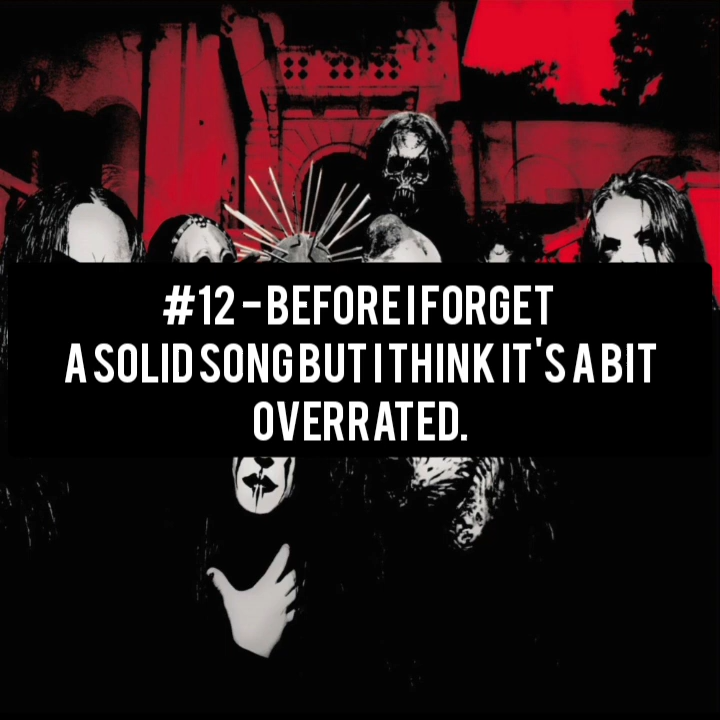 #12 - BEFORE I FORGET
A SOLID SONG BUT I THINK IT'S A BIT
OVERRATED.